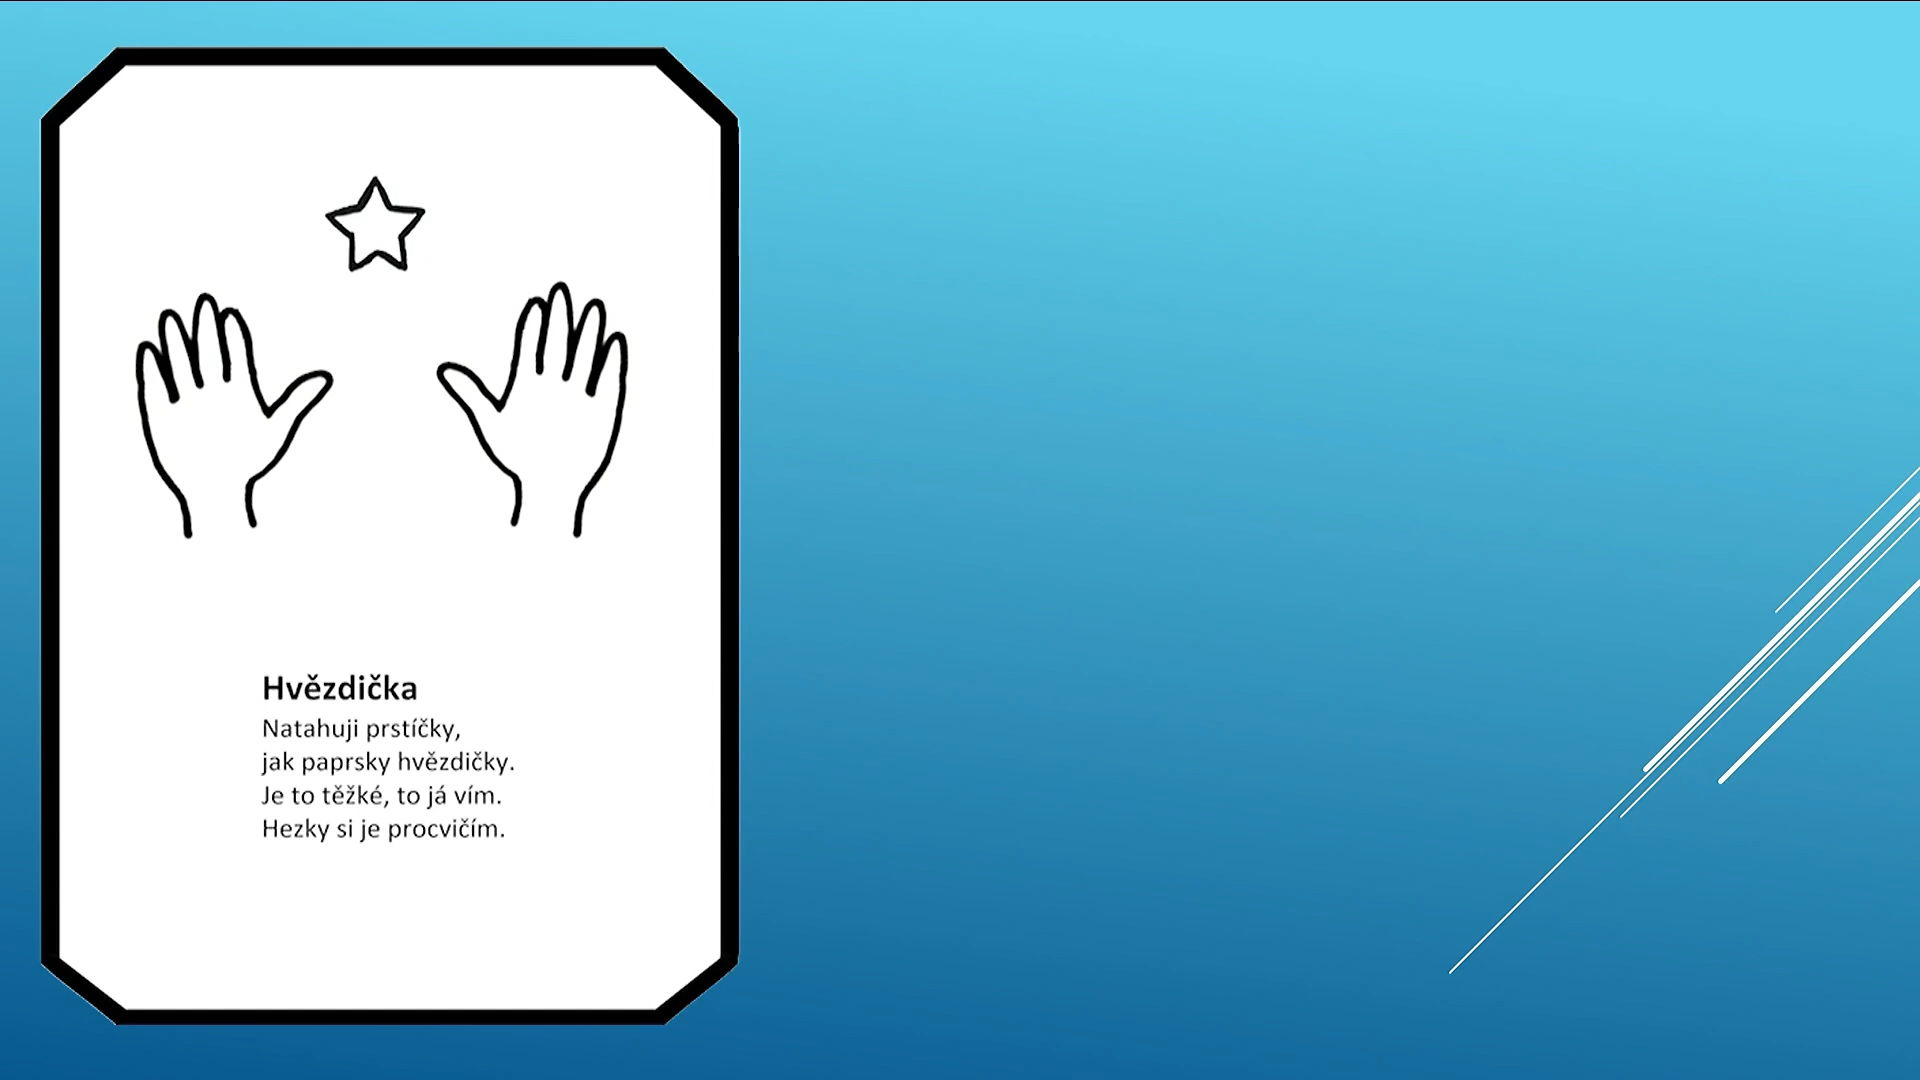 Hvězdička
Natahuji prstíčky,
jak paprsky hvězdičky.
Je to těžké, to já vím.
Hezky si je procvičím.